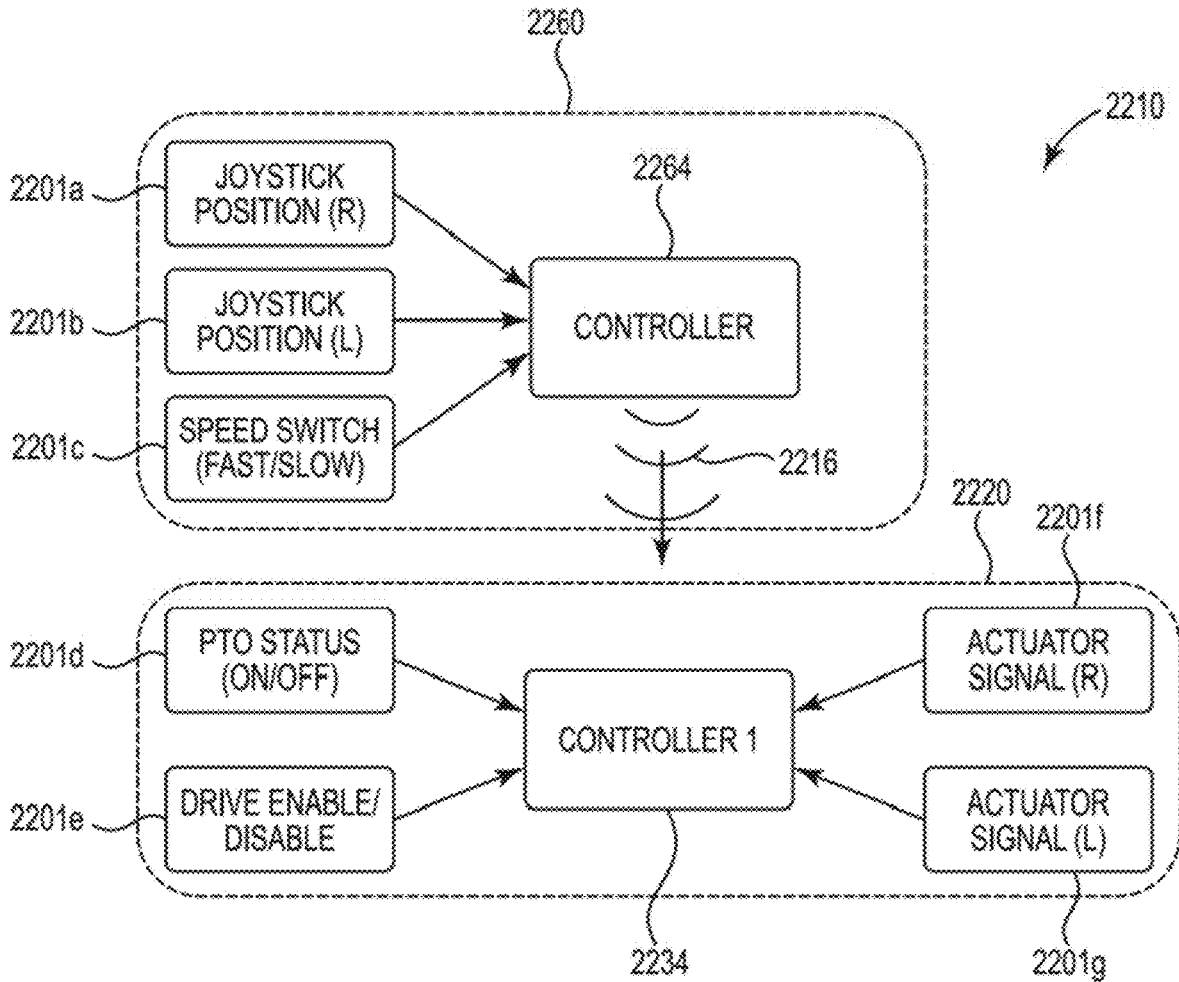 2260
2210
2201a
JOYSTICK
POSITION (R)
2264
2201b
JOYSTICK
POSITION (L)
CONTROLLER
2201c
SPEED SWITCH
(FAST/SLOW)
2216
2220
2201f
2201d
PTO STATUS
(ON/OFF)
ACTUATOR
SIGNAL (R)
CONTROLLER 1
2201e
DRIVE ENABLE/
DISABLE
ACTUATOR
SIGNAL (L)
2234
2201g